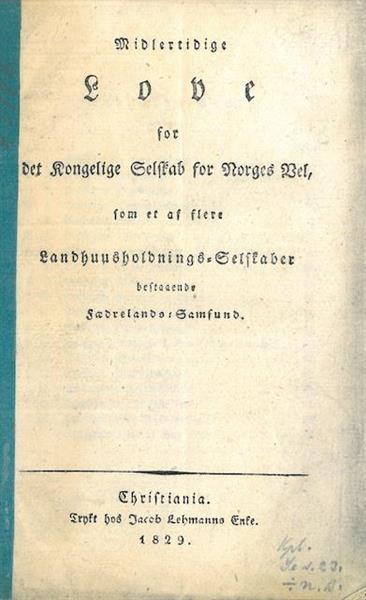 Midlertidige
Love
for
det Kongelige Selskab for Norges Vel,
som et af flere
Landhuusholdnings-Selskaber
bestaaende
Fædrelands-Samfund.
Christiania.
Trykt hos Jacob Lehmanns Enke.
1829.
Kpl.